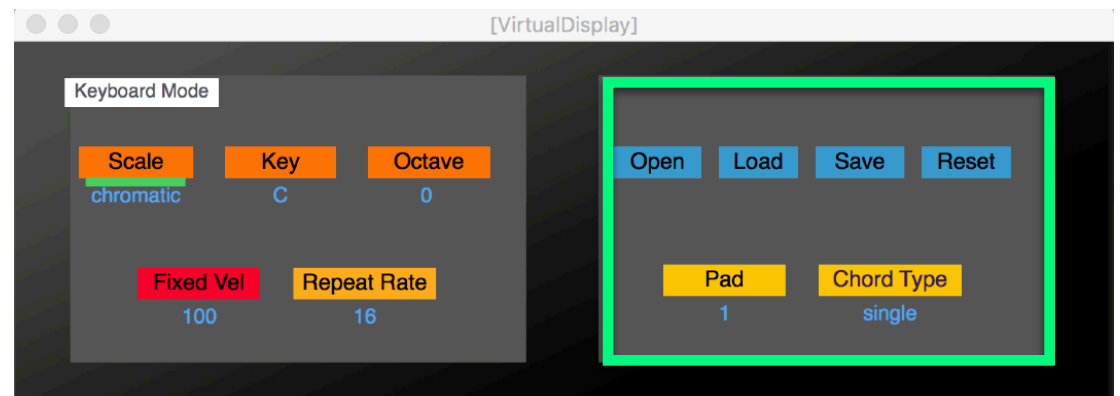 [VirtualDisplay]
Keyboard Mode
Scale Key Octave
chromatic C 0
Fixed Vel Repeat Rate
100 16
Open Load Save Reset
Pad Chord Type
1 single